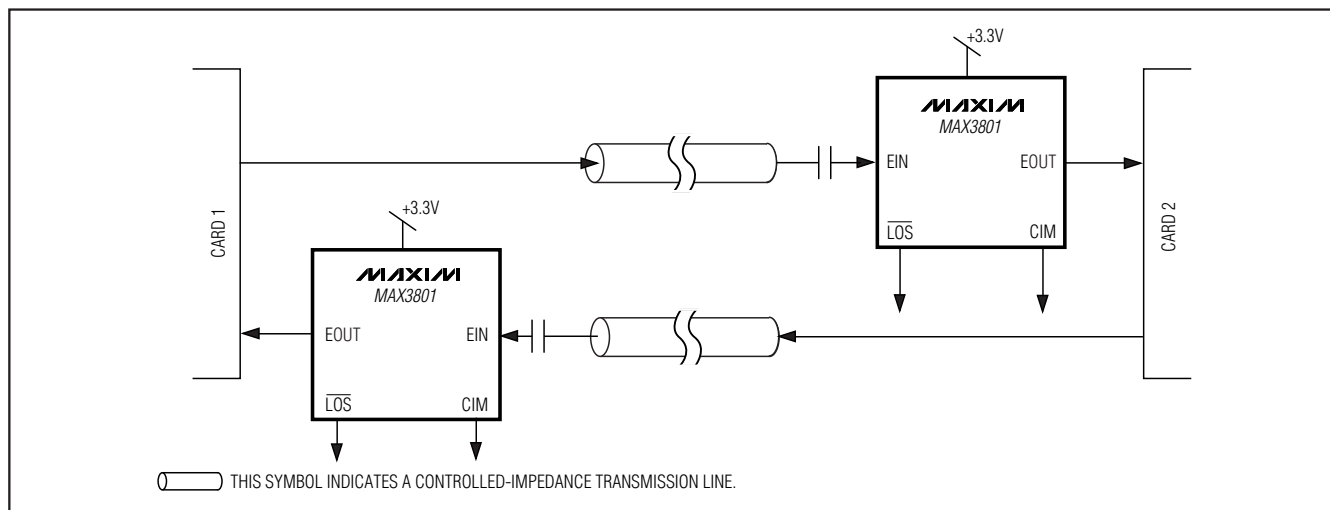 +3.3V
MAXIM
MAX3801
EIN
EOUT
LOS
CIM
CARD 1
CARD 2
+3.3V
MAXIM
MAX3801
EOUT
EIN
LOS
CIM
THIS SYMBOL INDICATES A CONTROLLED-IMPEDANCE TRANSMISSION LINE.